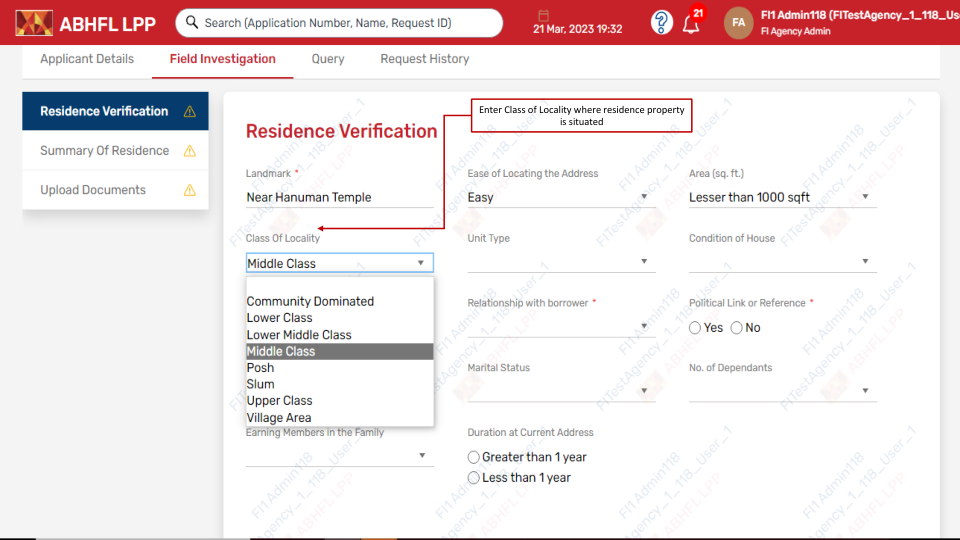 ABHFL LPP
Search (Application Number, Name, Request ID)
21 Mar, 2023 19:32
21
FA
FI1 Admin118 (FITestAgency_1_118_Us
FI Agency Admin
Applicant Details
Field Investigation
Query
Request History
Residence Verification
Summary Of Residence
Upload Documents
Enter Class of Locality where residence property
is situated
Residence Verification
Landmark *
Near Hanuman Temple
Ease of Locating the Address
Easy
Area (sq. ft.)
Lesser than 1000 sqft
Class Of Locality
Middle Class
Unit Type
Condition of House
Community Dominated
Lower Class
Lower Middle Class
Middle Class
Posh
Slum
Upper Class
Village Area
Relationship with borrower *
Political Link or Reference *
Yes
No
Marital Status
No. of Dependants
Earning Members in the Family
Duration at Current Address
Greater than 1 year
Less than 1 year